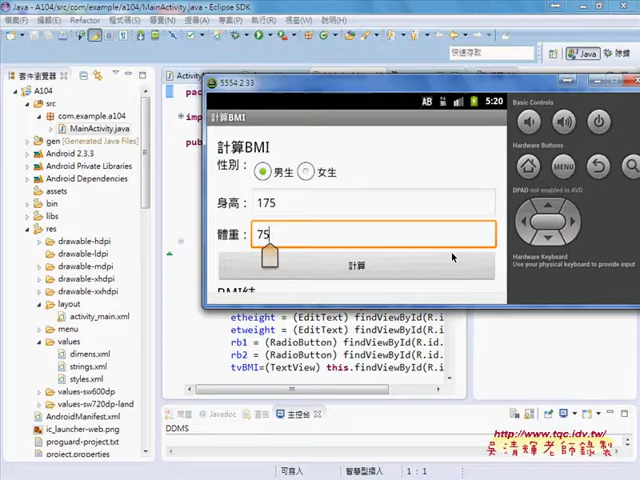 Java - A104/src/com/example/a104/MainActivity.java - Eclipse SDK
檔案(F) 編輯(E) Refactor 程式碼(S) 導覽(N) 搜尋(A) 專案(P) 執行(R) 視窗(W) 說明(H)
快速存取
Java 除錯
套件瀏覽器
A104
src
com.example.a104
MainActivity.java
gen [Generated Java Files]
Android 2.3.3
Android Private Libraries
Android Dependencies
assets
bin
libs
res
drawable-hdpi
drawable-ldpi
drawable-mdpi
drawable-xhdpi
drawable-xxhdpi
layout
activity_main.xml
menu
values
dimens.xml
strings.xml
styles.xml
values-sw600dp
values-sw720dp-land
AndroidManifest.xml
ic_launcher-web.png
proguard-project.txt
project.properties
5554:2.33
5:20
計算BMI
計算BMI
性別：
男生
女生
身高：
175
體重：
75
計算
Basic Controls
Hardware Buttons
MENU
DPAD not enabled in AVD
Hardware Keyboard
Use your physical keyboard to provide input
etheight = (EditText) findViewById(R.i
etweight = (EditText) findViewById(R.i
rb1 = (RadioButton) findViewById(R.id.
rb2 = (RadioButton) findViewById(R.id.
tvBMI=(TextView) this.findViewById(R.i
問題 Javadoc 宣告 主控台
DDMS
http://www.tqc.idv.tw/
吳清輝老師錄製
可寫入
智慧型插入
1 : 1